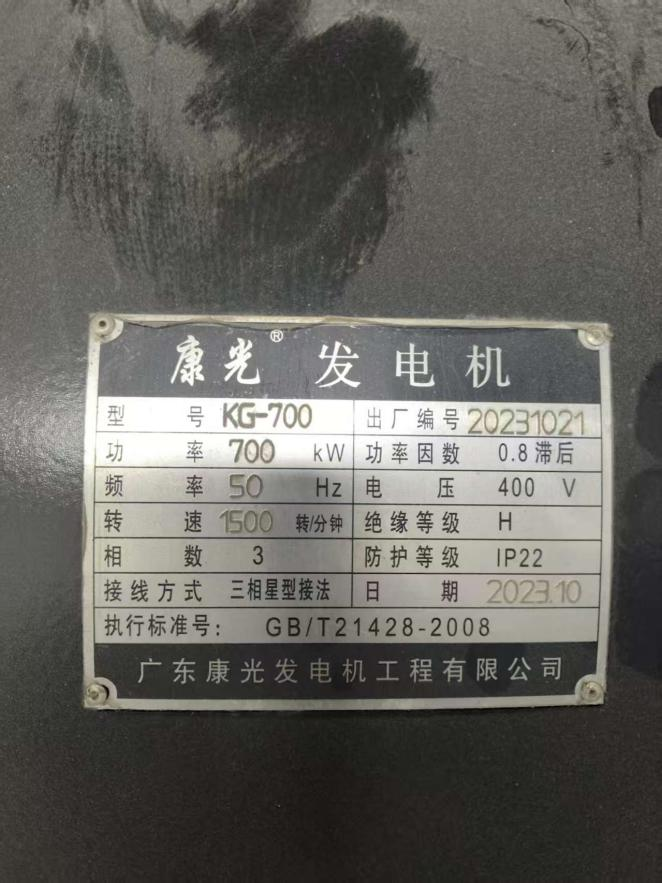 康光® 发电机
型号 KG-700 出厂编号 20231021
功率 700 kW 功率因数 0.8滞后
频率 50 Hz 电压 400 V
转速 1500 转/分钟 绝缘等级 H
相数 3 防护等级 IP22
接线方式 三相星型接法 日期 2023.10
执行标准号: GB/T21428-2008
广东康光发电机工程有限公司